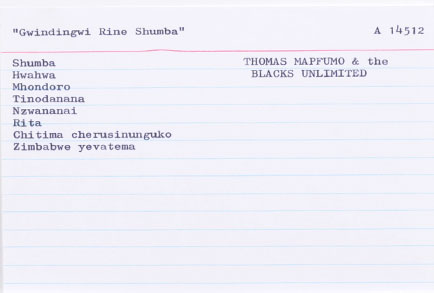 "Gwindingwi Rine Shumba" A 14512
Shumba THOMAS MAPFUMO & the
Hwahwa BLACKS UNLIMITED
Mhondoro
Tinodanana
Nzwananai
Rita
Chitima cherusinunguko
Zimbabwe yevatema